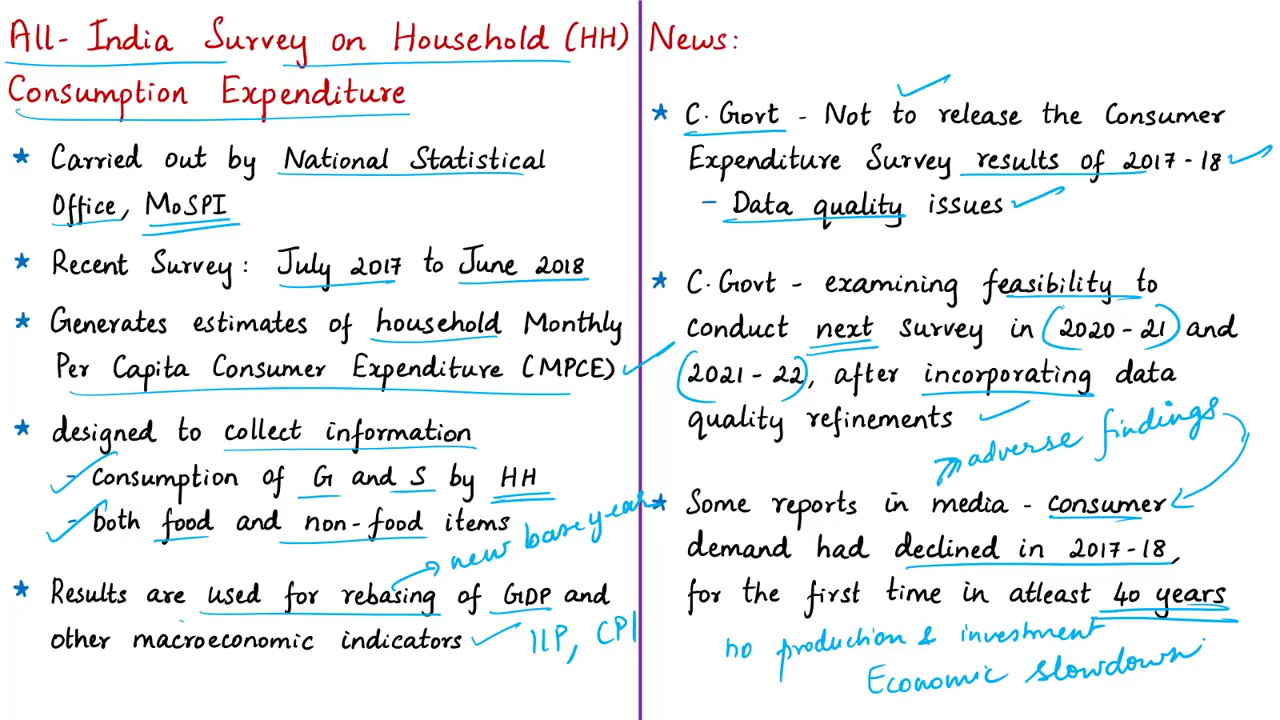 All-India Survey on Household (HH)
Consumption Expenditure
* Carried out by National Statistical
Office, MoSPI
* Recent Survey: July 2017 to June 2018
* Generates estimates of household Monthly
Per Capita Consumer Expenditure (MPCE)
* designed to collect information
- consumption of G and S by HH
- both food and non-food items
new base year
* Results are used for rebasing of GDP and
other macroeconomic indicators
IIP, CPI
News:
* C. Govt - Not to release the Consumer
Expenditure Survey results of 2017-18
- Data quality issues
* C. Govt - examining feasibility to
conduct next survey in (2020-21) and
(2021-22), after incorporating data
quality refinements
adverse findings
* Some reports in media - consumer
demand had declined in 2017-18,
for the first time in atleast 40 years
no production & investment
Economic slowdown